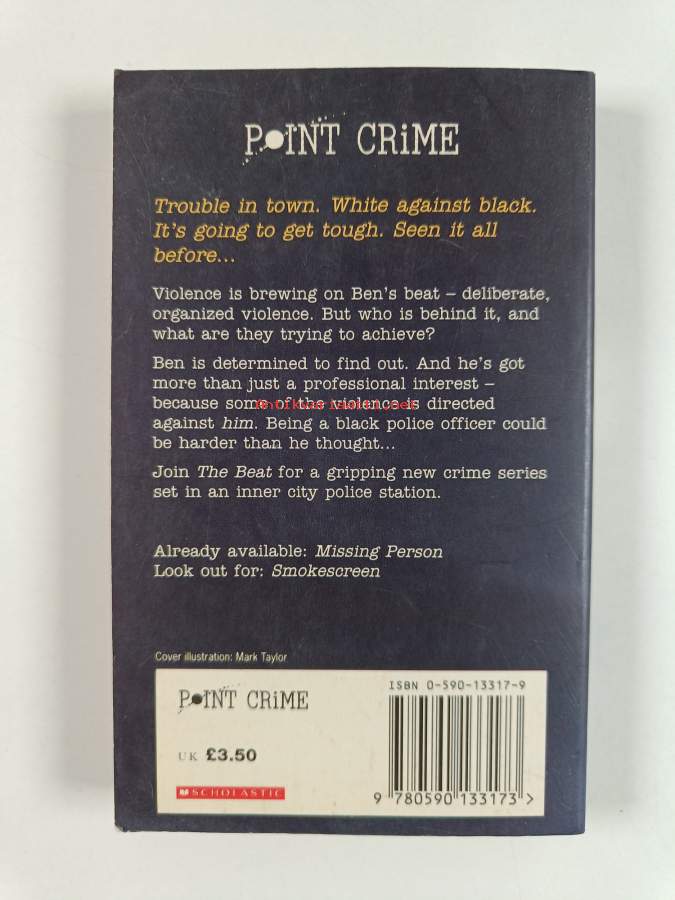 POINT CRiME
Trouble in town. White against black.
It's going to get tough. Seen it all
before...
Violence is brewing on Ben's beat – deliberate,
organized violence. But who is behind it, and
what are they trying to achieve?
Ben is determined to find out. And he's got
more than just a professional interest –
because some of the violence is directed
against him. Being a black police officer could
be harder than he thought...
Join The Beat for a gripping new crime series
set in an inner city police station.
Already available: Missing Person
Look out for: Smokescreen
Cover illustration: Mark Taylor
POINT CRiME
UK £3.50
SCHOLASTIC
ISBN 0-590-13317-9
9 780590 133173 >